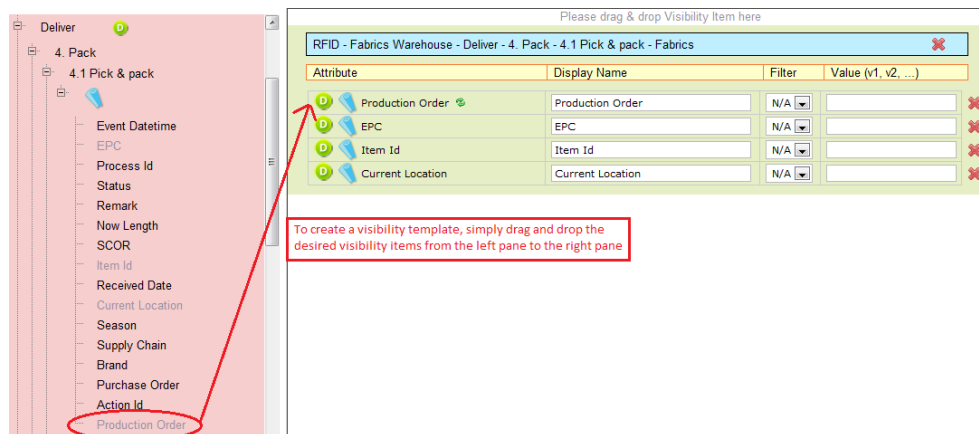 Deliver D
4. Pack
4.1 Pick & pack
Event Datetime
EPC
Process Id
Status
Remark
Now Length
SCOR
Item Id
Received Date
Current Location
Season
Supply Chain
Brand
Purchase Order
Action Id
Production Order
Please drag & drop Visibility Item here
RFID - Fabrics Warehouse - Deliver - 4. Pack - 4.1 Pick & pack - Fabrics
Attribute Display Name Filter Value (v1, v2, ...)
D Production Order Production Order N/A
D EPC EPC N/A
D Item Id Item Id N/A
D Current Location Current Location N/A
To create a visibility template, simply drag and drop the
desired visibility items from the left pane to the right pane